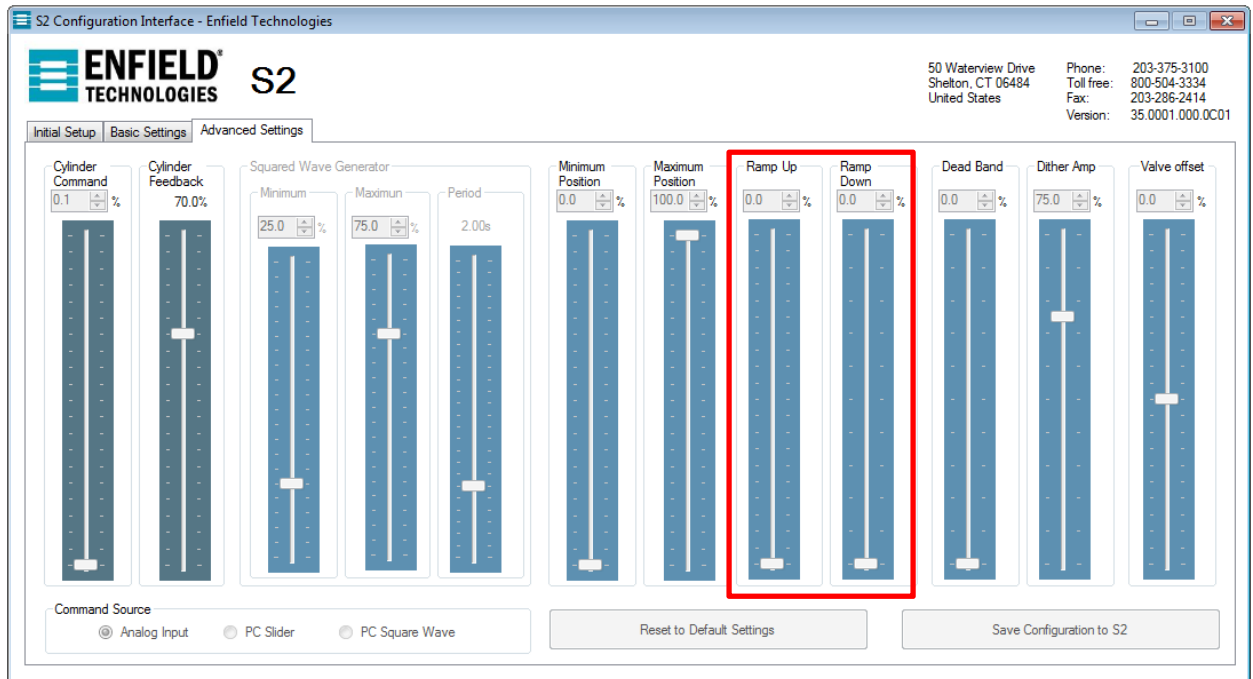 S2 Configuration Interface - Enfield Technologies
ENFIELD®
TECHNOLOGIES
S2
50 Waterview Drive
Shelton, CT 06484
United States
Phone: 203-375-3100
Toll free: 800-504-3334
Fax: 203-286-2414
Version: 35.0001.000.0C01
Initial Setup Basic Settings Advanced Settings
Cylinder
Command
0.1 %
Cylinder
Feedback
70.0%
Squared Wave Generator
Minimum
25.0 %
Maximun
75.0 %
Period
2.00s
Minimum
Position
0.0 %
Maximum
Position
100.0 %
Ramp Up
0.0 %
Ramp
Down
0.0 %
Dead Band
0.0 %
Dither Amp
75.0 %
Valve offset
0.0 %
Command Source
Analog Input PC Slider PC Square Wave
Reset to Default Settings
Save Configuration to S2